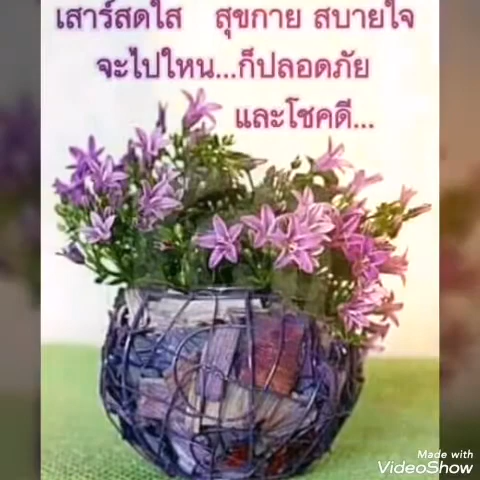 เสาร์สดใส สุขกาย สบายใจ
จะไปใหน...ก็ปลอดภัย
และโชคดี...
Made with
VideoShow